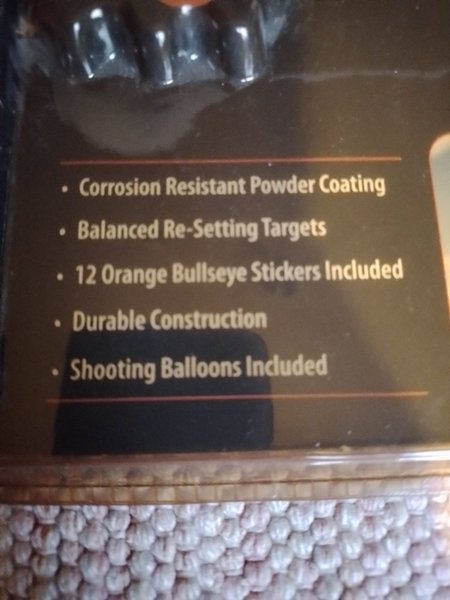 • Corrosion Resistant Powder Coating
• Balanced Re-Setting Targets
• 12 Orange Bullseye Stickers Included
• Durable Construction
• Shooting Balloons Included